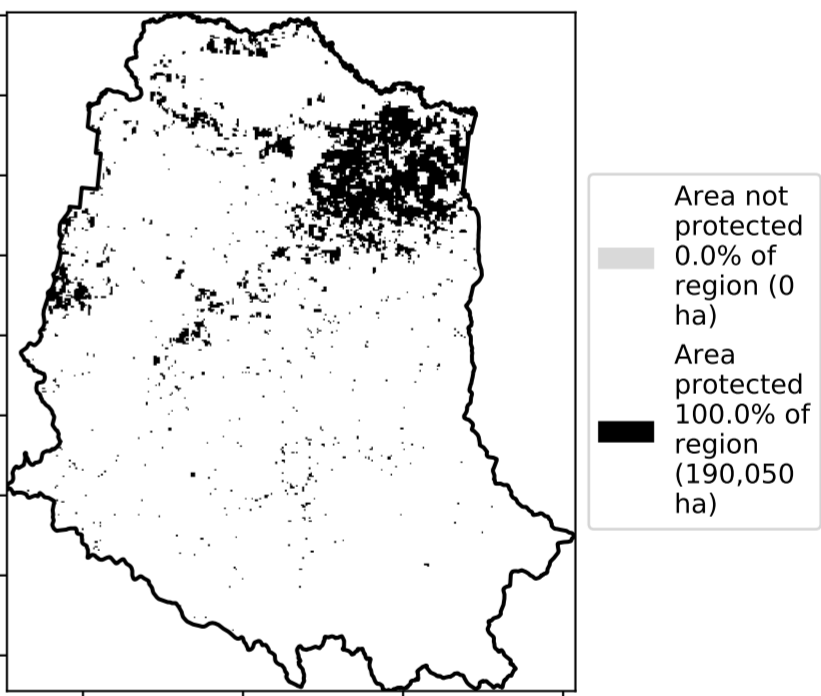 Area not
protected
0.0% of
region (0
ha)
Area
protected
100.0% of
region
(190,050
ha)